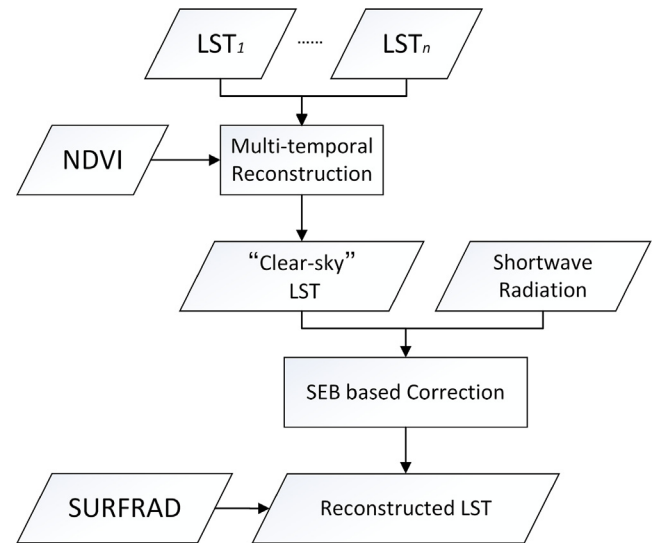 LST1 ...... LSTn
NDVI
Multi-temporal
Reconstruction
“Clear-sky”
LST
Shortwave
Radiation
SEB based Correction
SURFRAD
Reconstructed LST